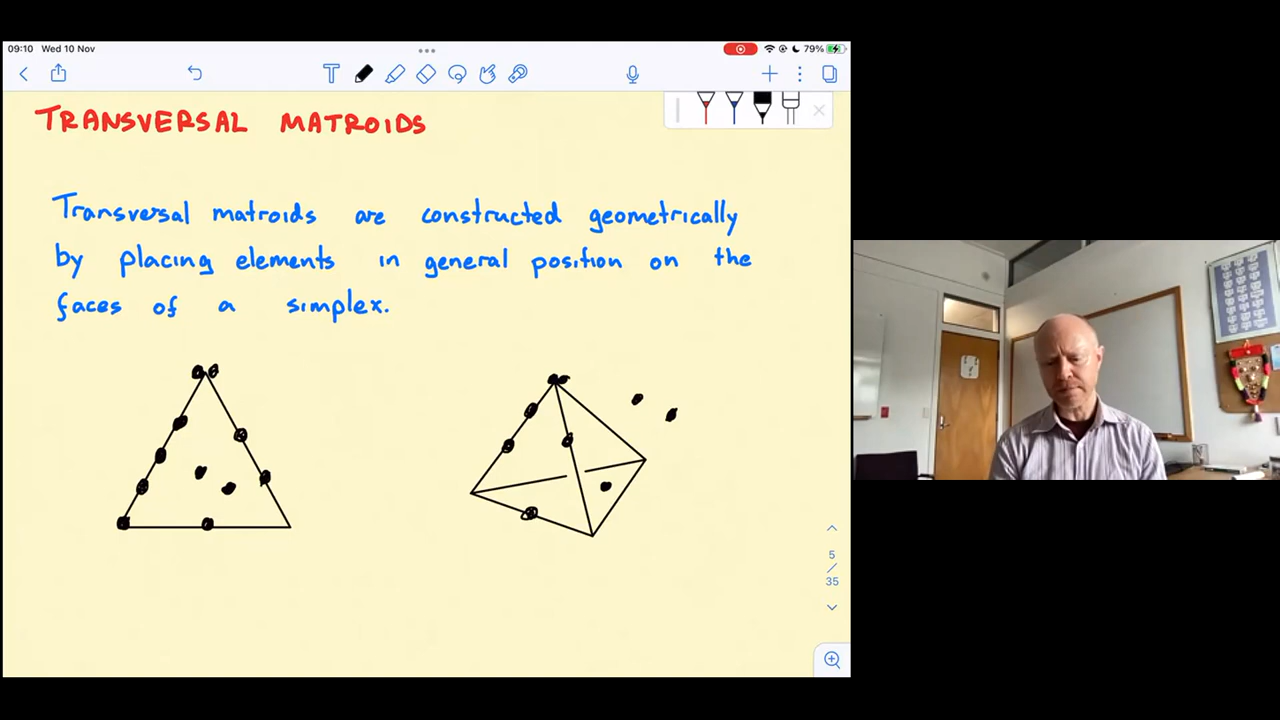 09:10 Wed 10 Nov
79%
TRANSVERSAL MATROIDS
Transversal matroids are constructed geometrically
by placing elements in general position on the
faces of a simplex.
5
/
35